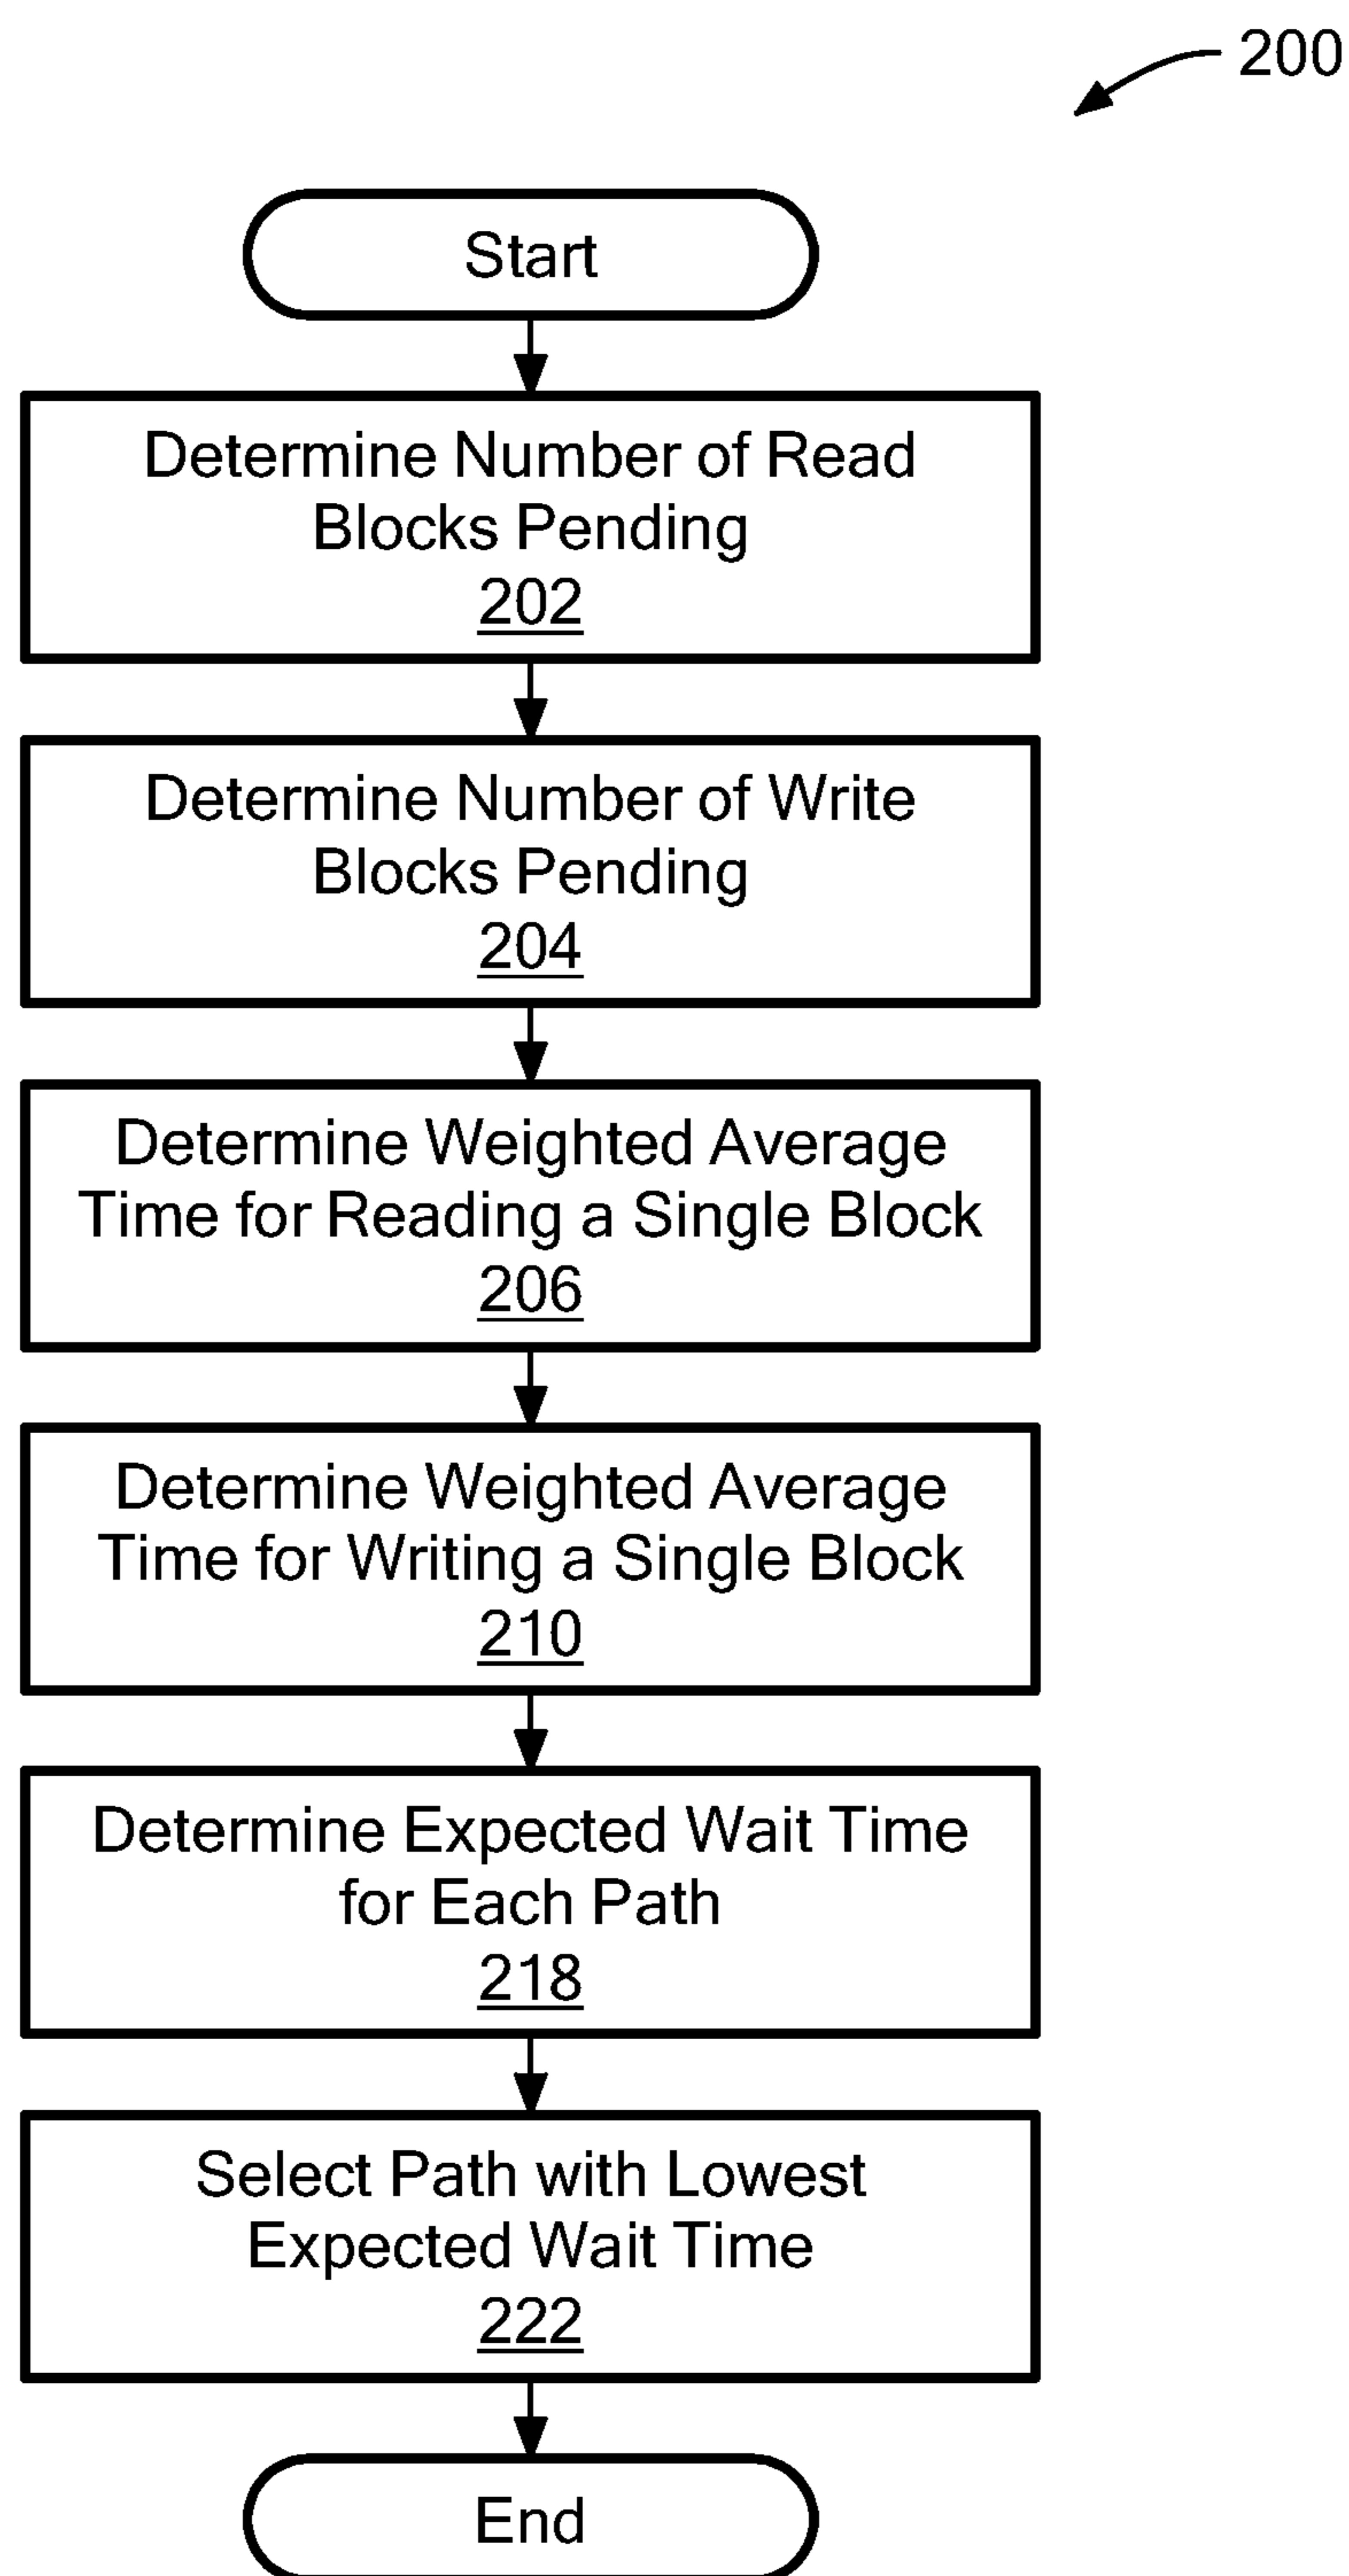 200
Start
Determine Number of Read
Blocks Pending
202
Determine Number of Write
Blocks Pending
204
Determine Weighted Average
Time for Reading a Single Block
206
Determine Weighted Average
Time for Writing a Single Block
210
Determine Expected Wait Time
for Each Path
218
Select Path with Lowest
Expected Wait Time
222
End